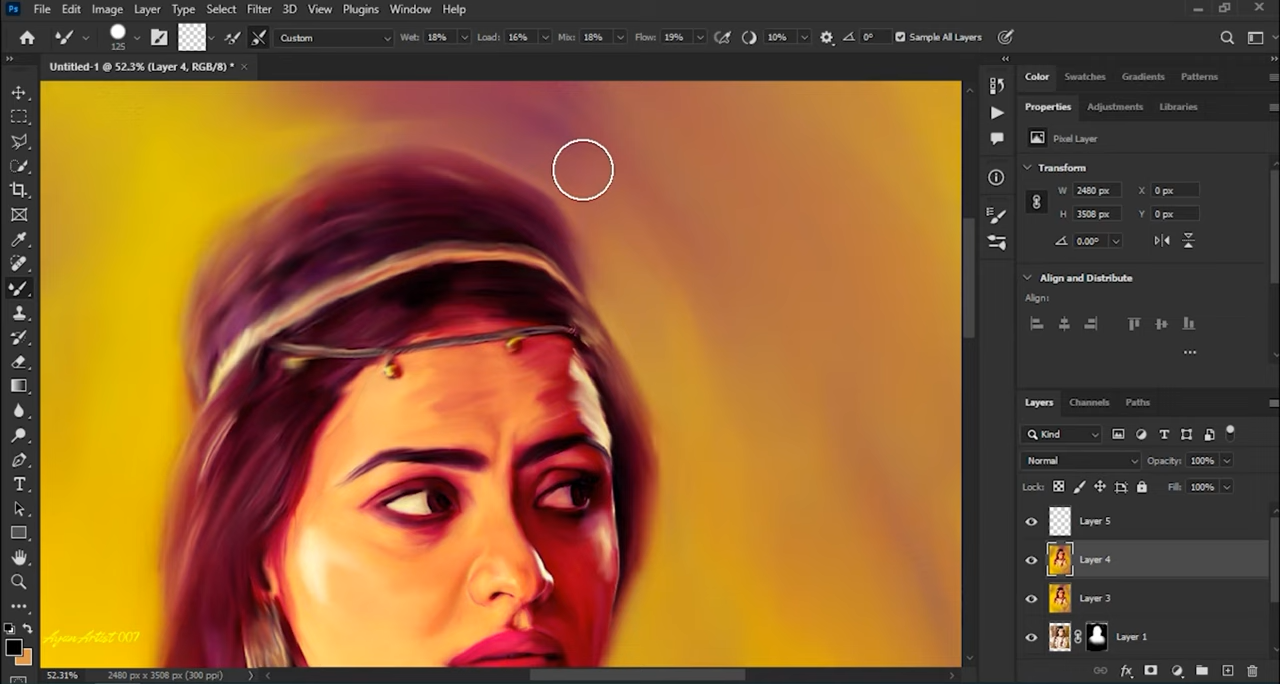 Ps File Edit Image Layer Type Select Filter 3D View Plugins Window Help
125 Custom Wet: 18% Load: 16% Mix: 18% Flow: 19% 10% 0° Sample All Layers
Untitled-1 @ 52.3% (Layer 4, RGB/8) * ×
Color Swatches Gradients Patterns
Properties Adjustments Libraries
Pixel Layer
Transform
W 2480 px X 0 px
H 3508 px Y 0 px
0.00°
Align and Distribute
Align:
Layers Channels Paths
Kind
Normal Opacity: 100%
Lock: Fill: 100%
Layer 5
Layer 4
Layer 3
Layer 1
Ayan Artist 007
52.31% 2480 px x 3508 px (300 ppi)